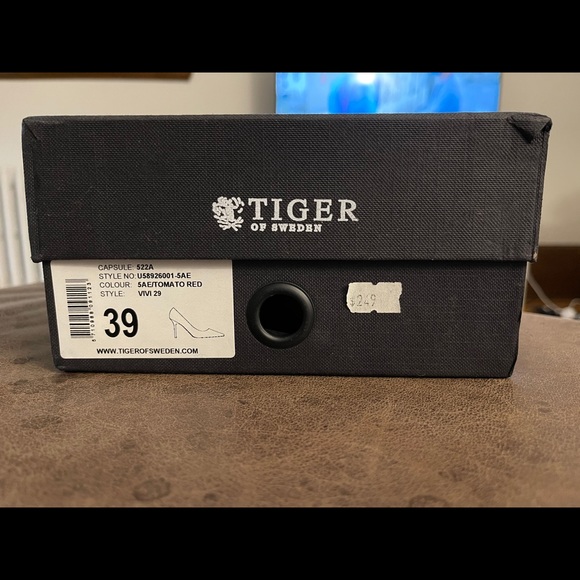 TIGER
OF SWEDEN
CAPSULE: 522A
STYLE NO: U58926001-5AE
COLOUR: 5AE/TOMATO RED
STYLE: VIVI 29
39
WWW.TIGEROFSWEDEN.COM
$249